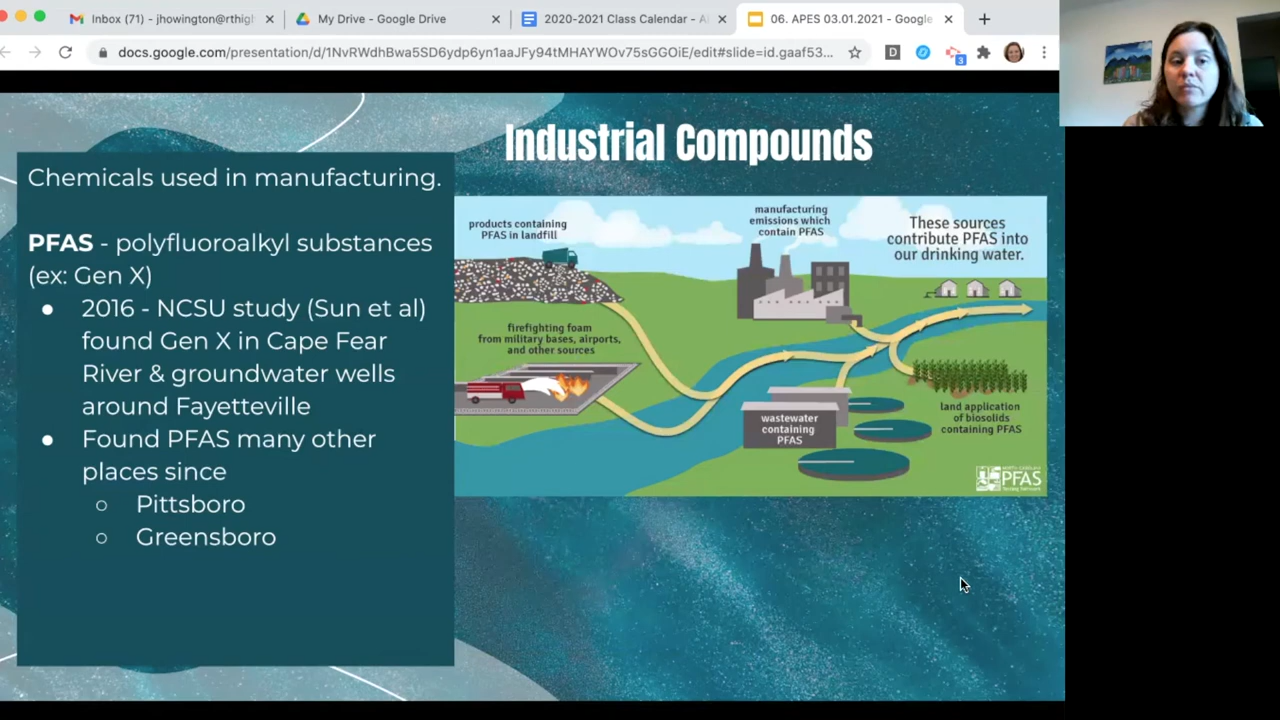 Inbox (71) - jhowington@rthigh
My Drive - Google Drive
2020-2021 Class Calendar - A
06. APES 03.01.2021 - Google
docs.google.com/presentation/d/1NvRWdhBwa5SD6ydp6yn1aaJFy94tMHAYWOv75sGGOiE/edit#slide=id.gaaf53...
D
3
Industrial Compounds
Chemicals used in manufacturing.
PFAS - polyfluoroalkyl substances
(ex: Gen X)
● 2016 - NCSU study (Sun et al)
found Gen X in Cape Fear
River & groundwater wells
around Fayetteville
● Found PFAS many other
places since
○ Pittsboro
○ Greensboro
products containing
PFAS in landfill
manufacturing
emissions which
contain PFAS
These sources
contribute PFAS into
our drinking water.
firefighting foam
from military bases, airports,
and other sources
wastewater
containing
PFAS
land application
of biosolids
containing PFAS
PFAS